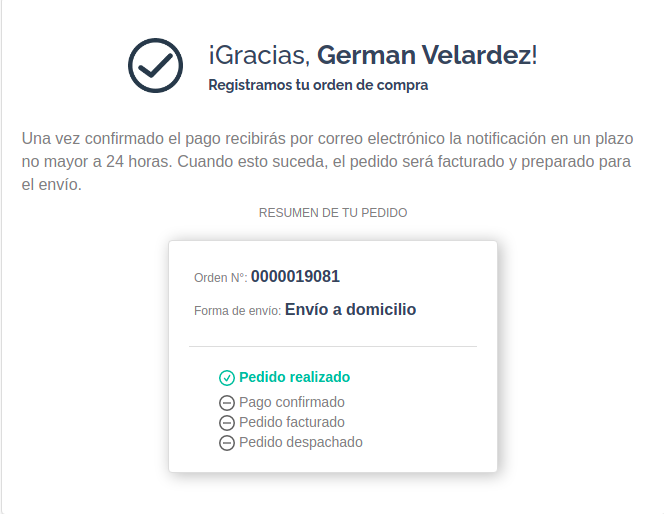 ¡Gracias, German Velardez!
Registramos tu orden de compra
Una vez confirmado el pago recibirás por correo electrónico la notificación en un plazo
no mayor a 24 horas. Cuando esto suceda, el pedido será facturado y preparado para
el envío.
RESUMEN DE TU PEDIDO
Orden N°: 0000019081
Forma de envío: Envío a domicilio
Pedido realizado
Pago confirmado
Pedido facturado
Pedido despachado